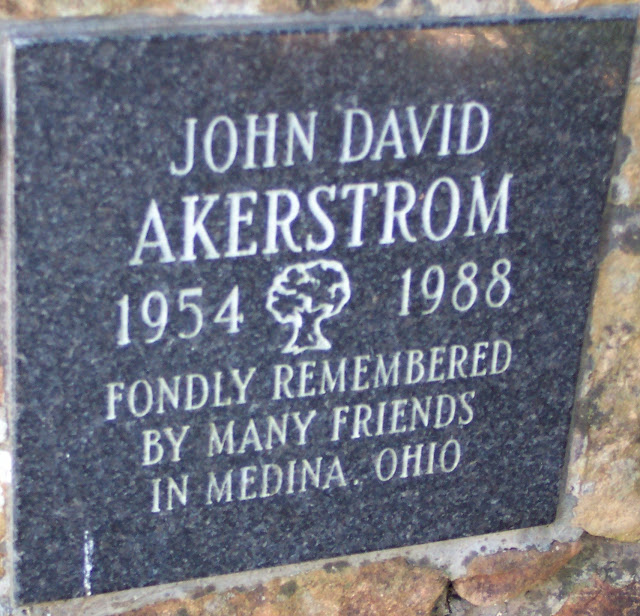 JOHN DAVID
AKERSTROM
1954 1988
FONDLY REMEMBERED
BY MANY FRIENDS
IN MEDINA. OHIO